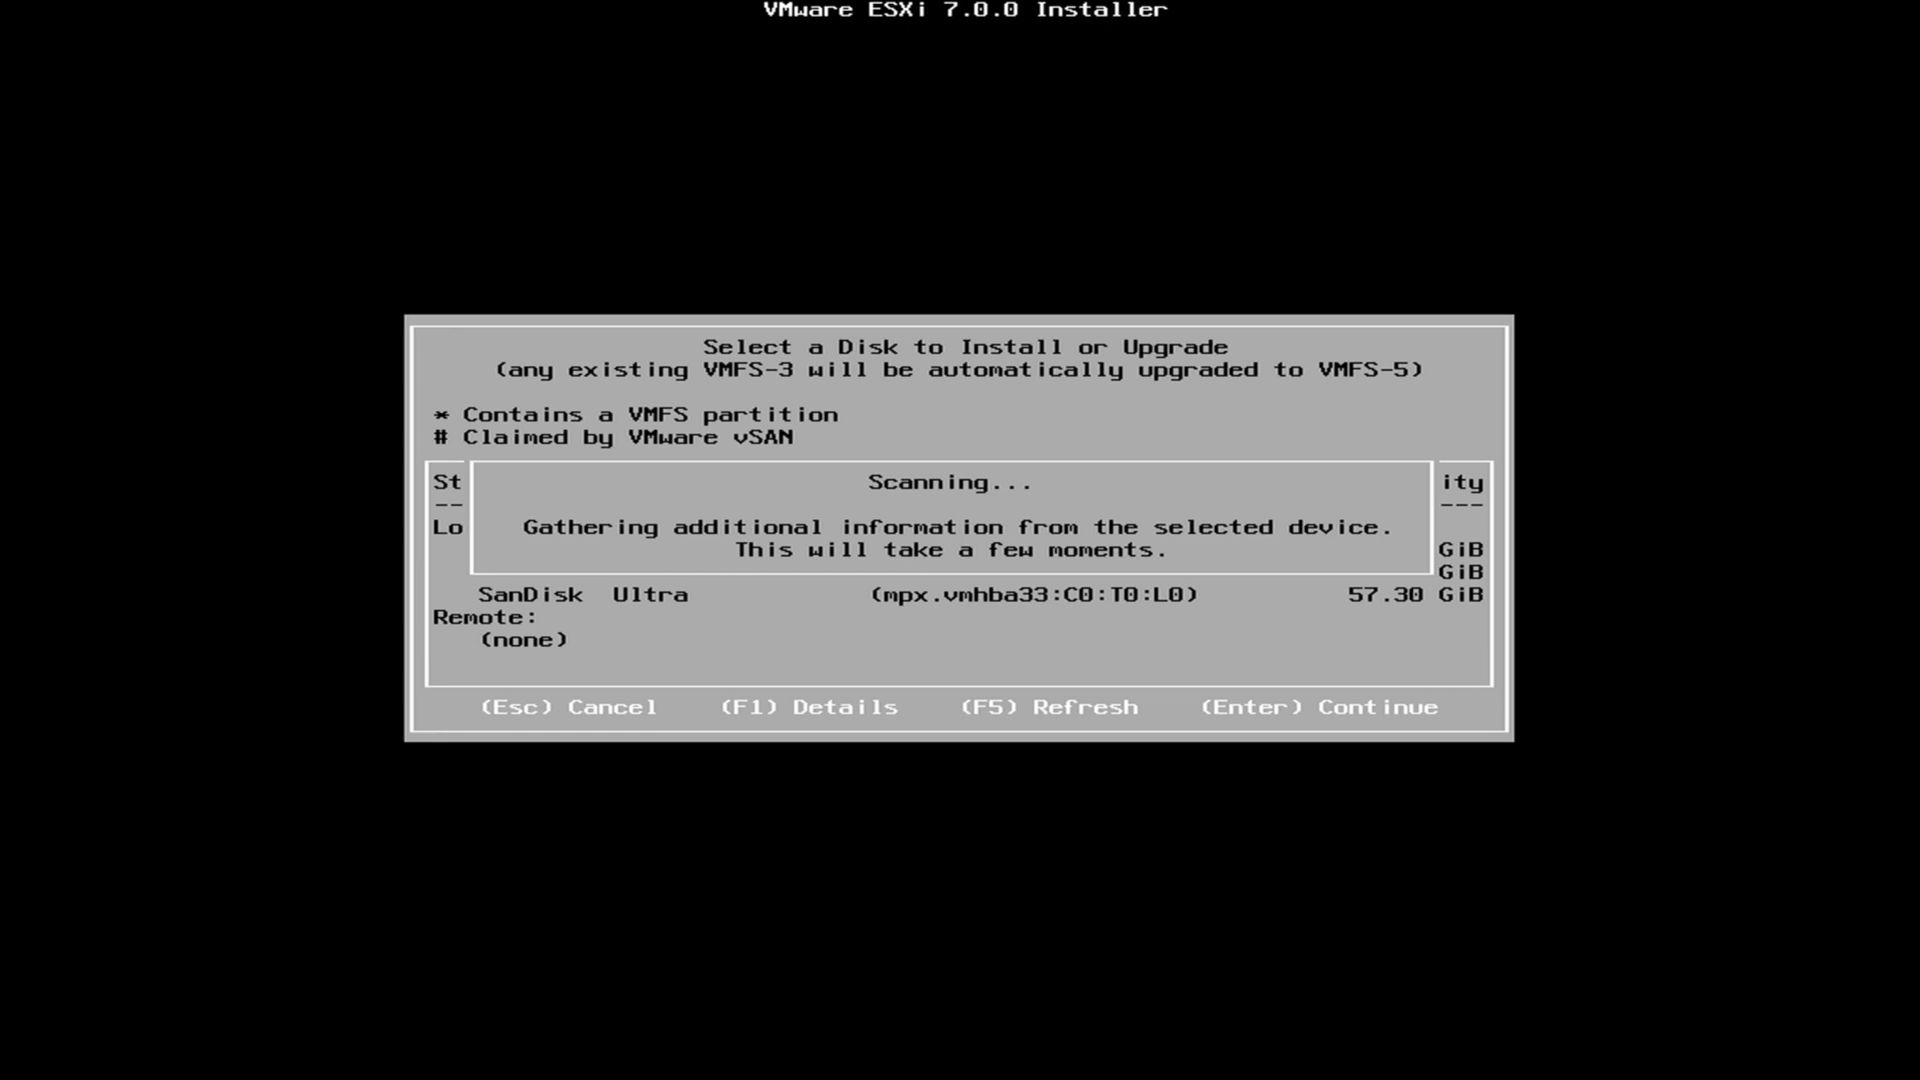 VMware ESXi 7.0.0 Installer
Select a Disk to Install or Upgrade
(any existing VMFS-3 will be automatically upgraded to VMFS-5)
* Contains a VMFS partition
# Claimed by VMware vSAN
St Scanning... ity
-- ---
Lo Gathering additional information from the selected device.
This will take a few moments. GiB
GiB
SanDisk Ultra (mpx.vmhba33:C0:T0:L0) 57.30 GiB
Remote:
(none)
(Esc) Cancel (F1) Details (F5) Refresh (Enter) Continue